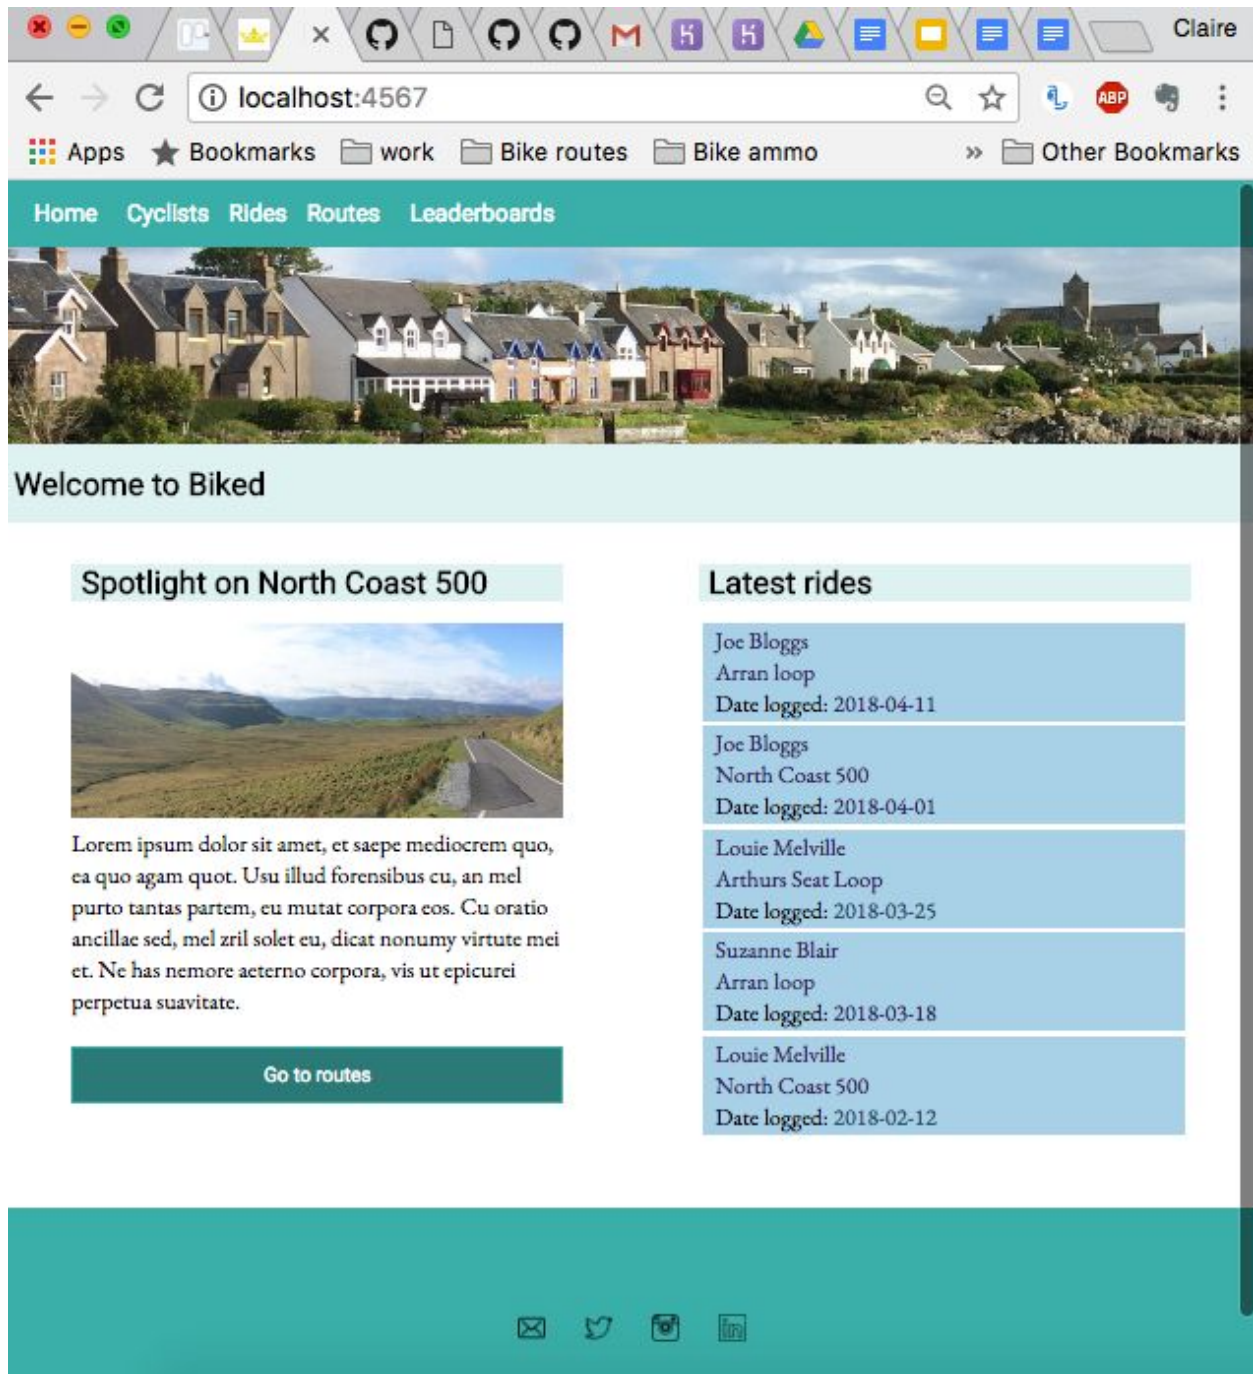 Claire
localhost:4567
ABP
Apps Bookmarks work Bike routes Bike ammo » Other Bookmarks
Home Cyclists Rides Routes Leaderboards
Welcome to Biked
Spotlight on North Coast 500
Lorem ipsum dolor sit amet, et saepe mediocrem quo,
ea quo agam quot. Usu illud forensibus cu, an mel
purto tantas partem, eu mutat corpora eos. Cu oratio
ancillae sed, mel zril solet eu, dicat nonumy virtute mei
et. Ne has nemore aeterno corpora, vis ut epicurei
perpetua suavitate.
Go to routes
Latest rides
Joe Bloggs
Arran loop
Date logged: 2018-04-11
Joe Bloggs
North Coast 500
Date logged: 2018-04-01
Louie Melville
Arthurs Seat Loop
Date logged: 2018-03-25
Suzanne Blair
Arran loop
Date logged: 2018-03-18
Louie Melville
North Coast 500
Date logged: 2018-02-12
in